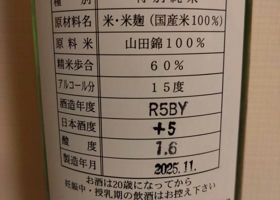 種別 特別純米
原材料名 米・米麹(国産米100%)
原料米 山田錦100%
精米歩合 60%
アルコール分 15度
酒造年度 R5BY
日本酒度 +5
酸度 1.6
製造年月 2025.11.
お酒は20歳になってから
妊娠中・授乳期の飲酒はお控え下さい